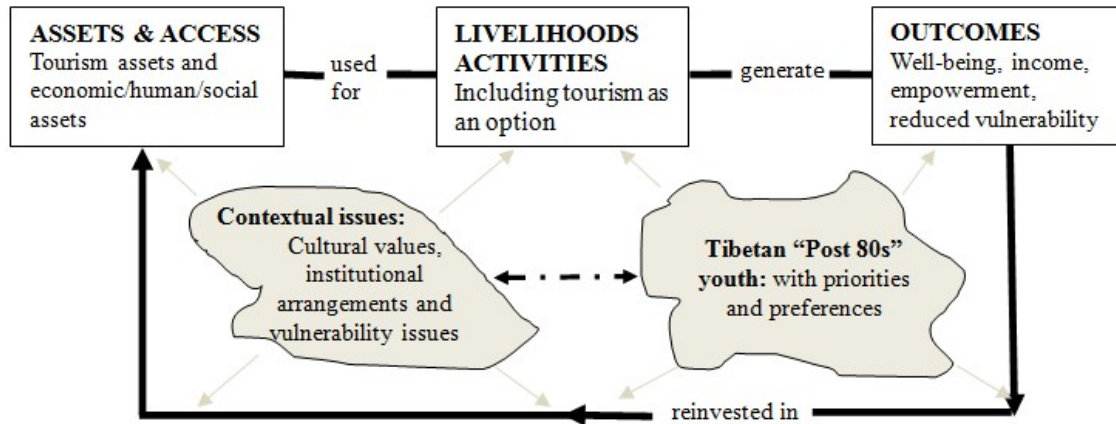 ASSETS & ACCESS
Tourism assets and
economic/human/social
assets
used
for
LIVELIHOODS
ACTIVITIES
Including tourism as
an option
generate
OUTCOMES
Well-being, income,
empowerment,
reduced vulnerability
Contextual issues:
Cultural values,
institutional
arrangements and
vulnerability issues
Tibetan “Post 80s”
youth: with priorities
and preferences
reinvested in